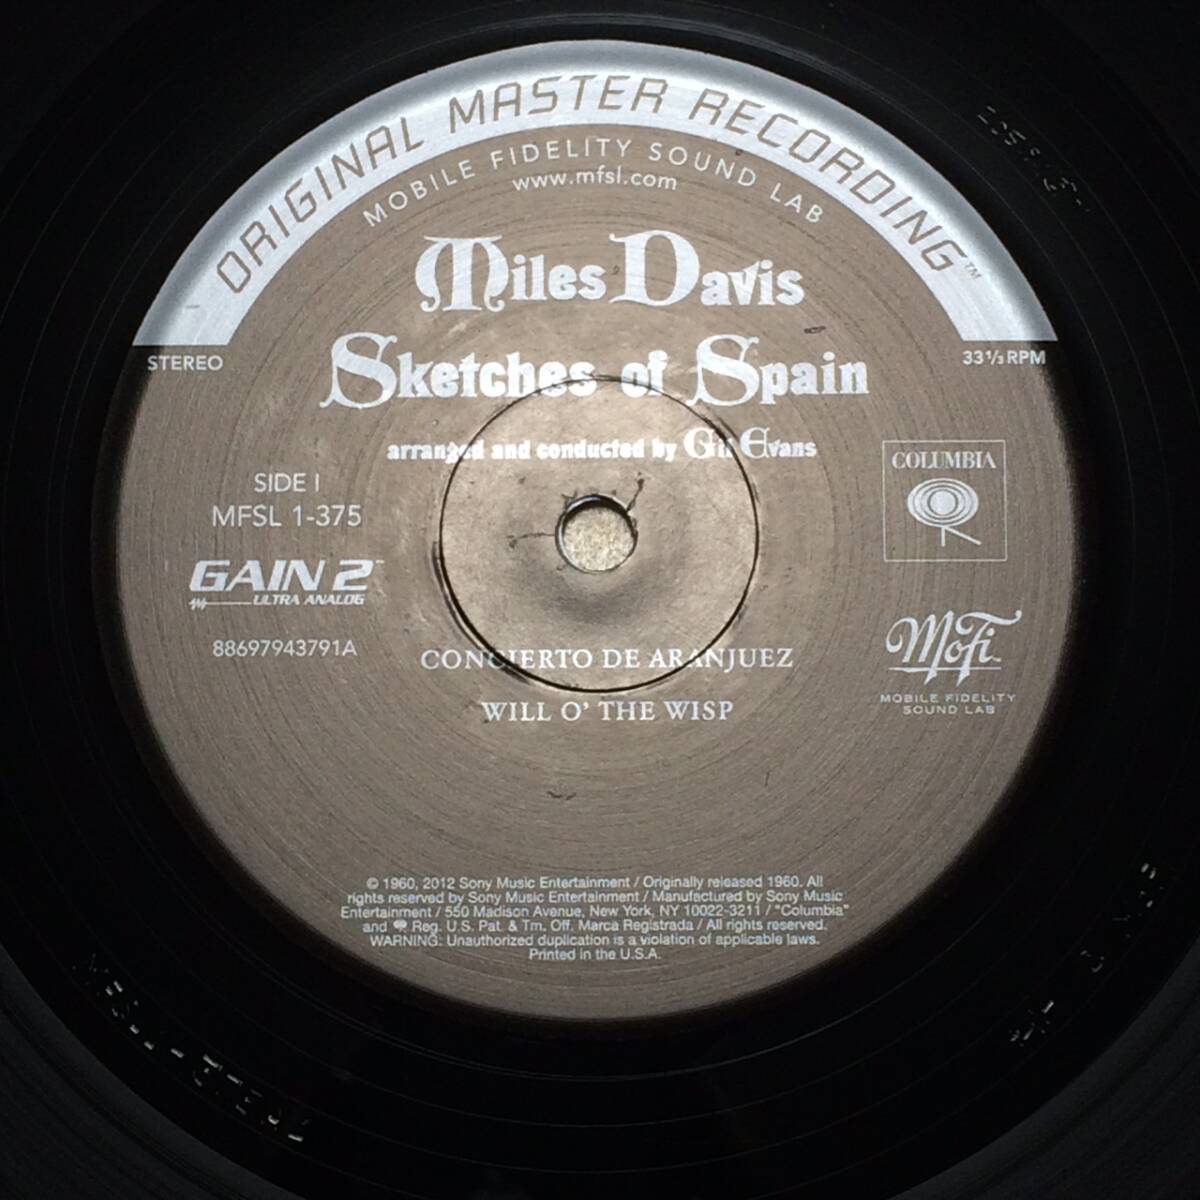 ORIGINAL MASTER RECORDING™
MOBILE FIDELITY SOUND LAB
www.mfsl.com
Miles Davis
Sketches of Spain
STEREO
33 1/3 RPM
arranged and conducted by Gil Evans
SIDE I
MFSL 1-375
GAIN 2™
ULTRA ANALOG
88697943791A
COLUMBIA
MoFi
MOBILE FIDELITY
SOUND LAB
CONCIERTO DE ARANJUEZ
WILL O' THE WISP
© 1960, 2012 Sony Music Entertainment / Originally released 1960. All
rights reserved by Sony Music Entertainment / Manufactured by Sony Music
Entertainment / 550 Madison Avenue, New York, NY 10022-3211 / "Columbia"
and Reg. U.S. Pat. & Tm. Off. Marca Registrada / All rights reserved.
WARNING: Unauthorized duplication is a violation of applicable laws.
Printed in the U.S.A.